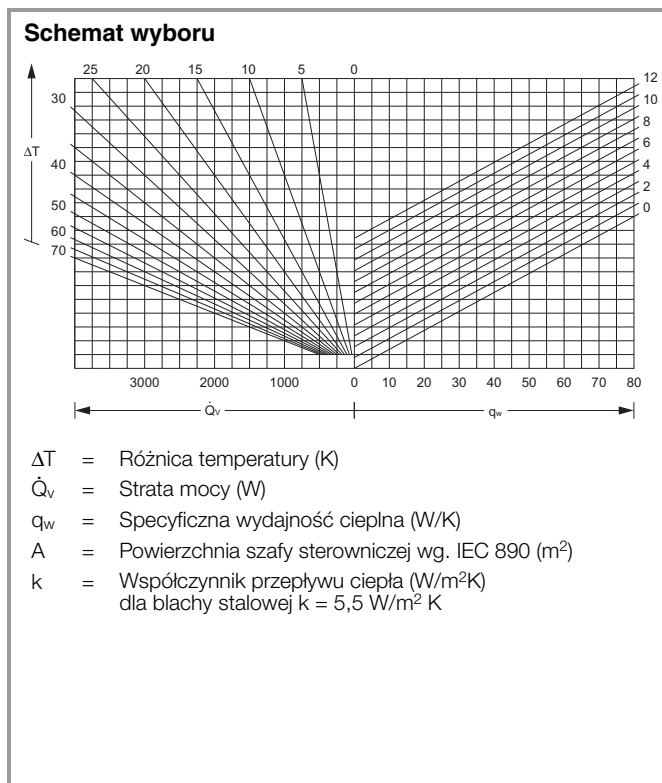 Schemat wyboru
25 20 15 10 5 0
30
ΔT
40
50
60
70
12
10
8
6
4
2
0
3000 2000 1000 0 10 20 30 40 50 60 70 80
Q̇v qw
ΔT = Różnica temperatury (K)
Q̇v = Strata mocy (W)
qw = Specyficzna wydajność cieplna (W/K)
A = Powierzchnia szafy sterowniczej wg. IEC 890 (m²)
k = Współczynnik przepływu ciepła (W/m²K)
dla blachy stalowej k = 5,5 W/m² K